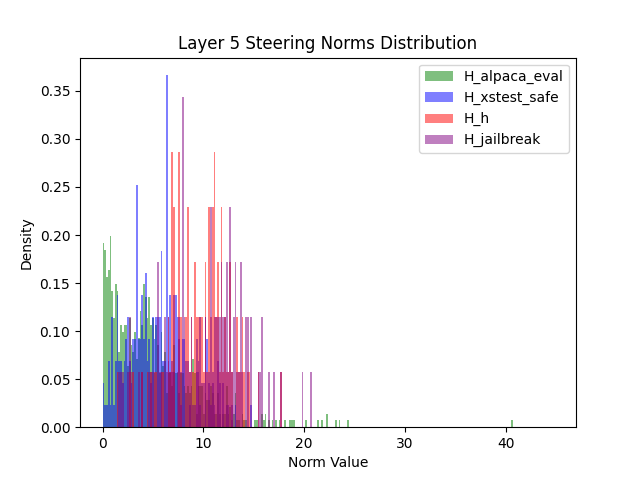 Layer 5 Steering Norms Distribution
H_alpaca_eval
H_xstest_safe
H_h
H_jailbreak
Density
0.35
0.30
0.25
0.20
0.15
0.10
0.05
0.00
0 10 20 30 40
Norm Value